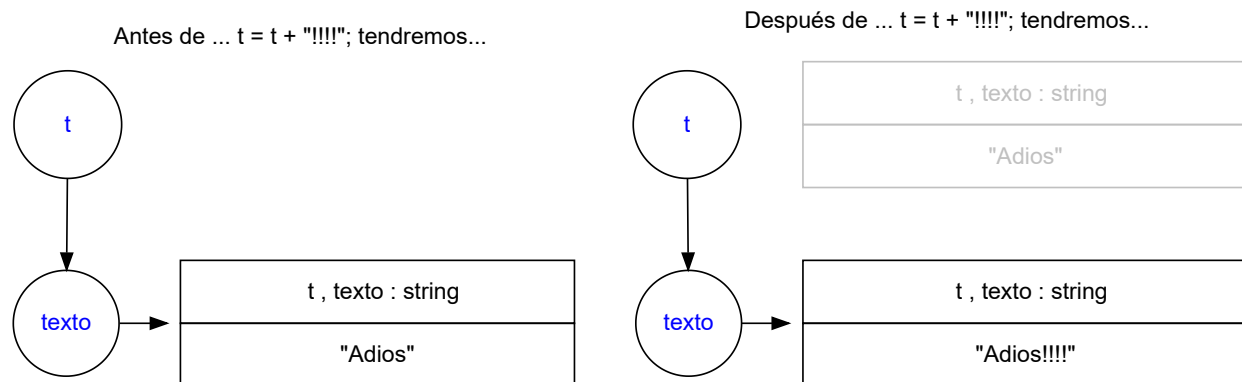 Antes de ... t = t + "!!!!"; tendremos...
t
texto
t , texto : string
"Adios"
Después de ... t = t + "!!!!"; tendremos...
t
t , texto : string
"Adios"
texto
t , texto : string
"Adios!!!!"